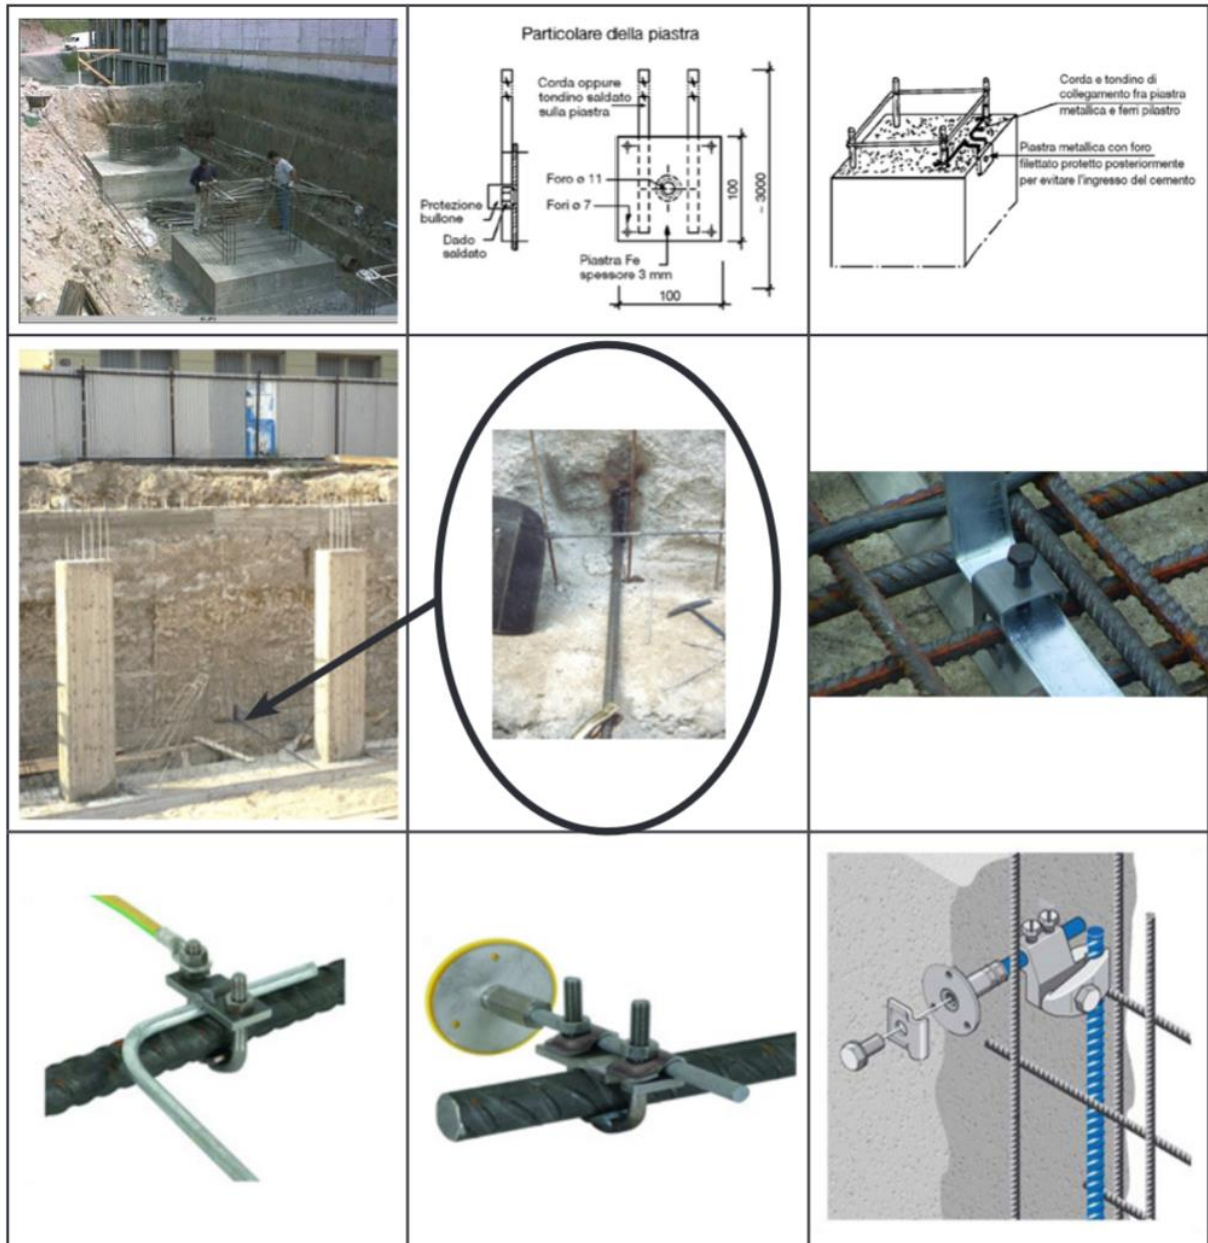 Particolare della piastra
Corda oppure
tondino saldato
sulla piastra
Foro ø 11
Fori ø 7
Protezione
bullone
Dado
saldato
Piastra Fe
spessore 3 mm
100
100
~ 3000
Corda e tondino di
collegamento fra piastra
metallica e ferri pilastro
Piastra metallica con foro
filettato protetto posteriormente
per evitare l'ingresso del cemento